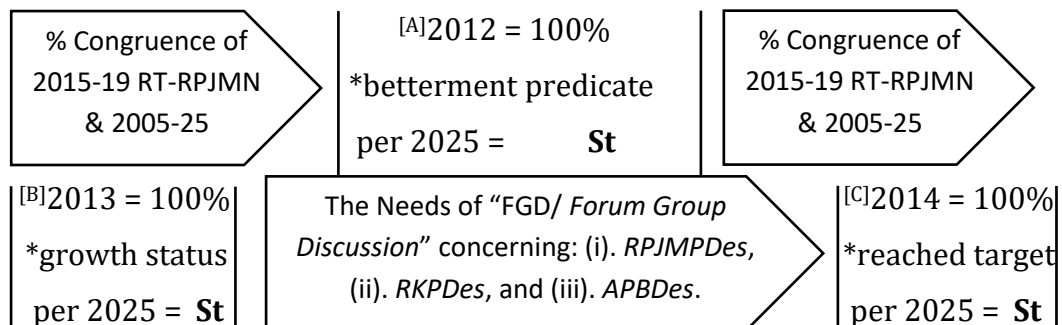 % Congruence of
2015-19 RT-RPJMN
& 2005-25
[A]2012 = 100%
*betterment predicate
per 2025 = St
% Congruence of
2015-19 RT-RPJMN
& 2005-25
[B]2013 = 100%
*growth status
per 2025 = St
The Needs of “FGD/ Forum Group
Discussion” concerning: (i). RPJMPDes,
(ii). RKPDes, and (iii). APBDes.
[C]2014 = 100%
*reached target
per 2025 = St